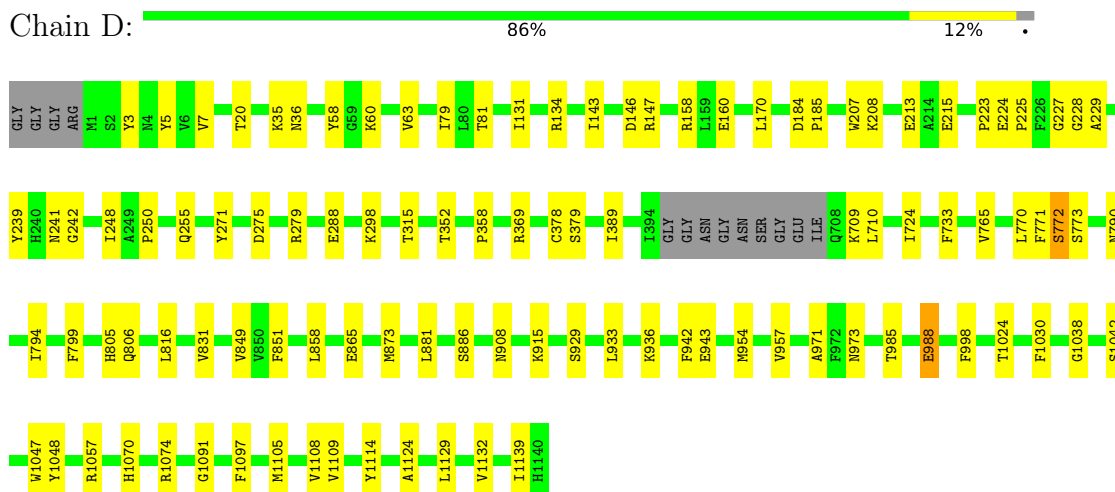 Chain D:
86% 12% •
GLY GLY GLY ARG M1 S2 Y3 N4 Y5 V6 V7 T20 K35 N36 Y58 G59 K60 V63 I79 L80 T81 I131 R134 I143 D146 R147 R158 L159 E160 L170 D184 P185 W207 K208 E213 A214 E215 P223 E224 P225 F226 G227 G228 A229
Y239 H240 N241 G242 I248 A249 P250 Q255 Y271 D275 R279 E288 K298 T315 T352 P358 R369 C378 S379 I389 I394 GLY GLY ASN GLY ASN SER GLY GLU ILE Q708 K709 L710 I724 F733 V765 L770 F771 S772 S773 N790
I794 F799 H805 Q806 L816 V831 V849 V850 F851 L858 E865 M873 L881 S886 N908 K915 S929 L933 K936 F942 E943 M954 V957 A971 F972 N973 T985 E988 F998 T1024 F1030 G1038 S1042
W1047 Y1048 R1057 H1070 R1074 G1091 F1097 M1105 V1108 V1109 Y1114 A1124 L1129 V1132 I1139 H1140